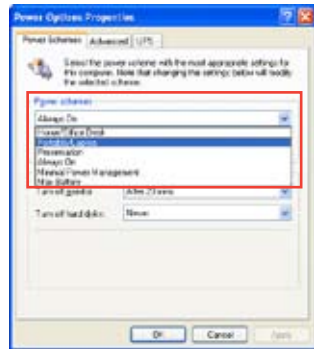 Power Options Properties
Power Schemes Advanced UPS
Select the power scheme with the most appropriate settings for
this computer. Note that changing the settings below will modify
the selected scheme.
Power schemes
Always On
Home/Office Desk
Portable/Laptop
Presentation
Always On
Minimal Power Management
Max Battery
Turn off monitor: After 20 mins
Turn off hard disks: Never
OK Cancel Apply